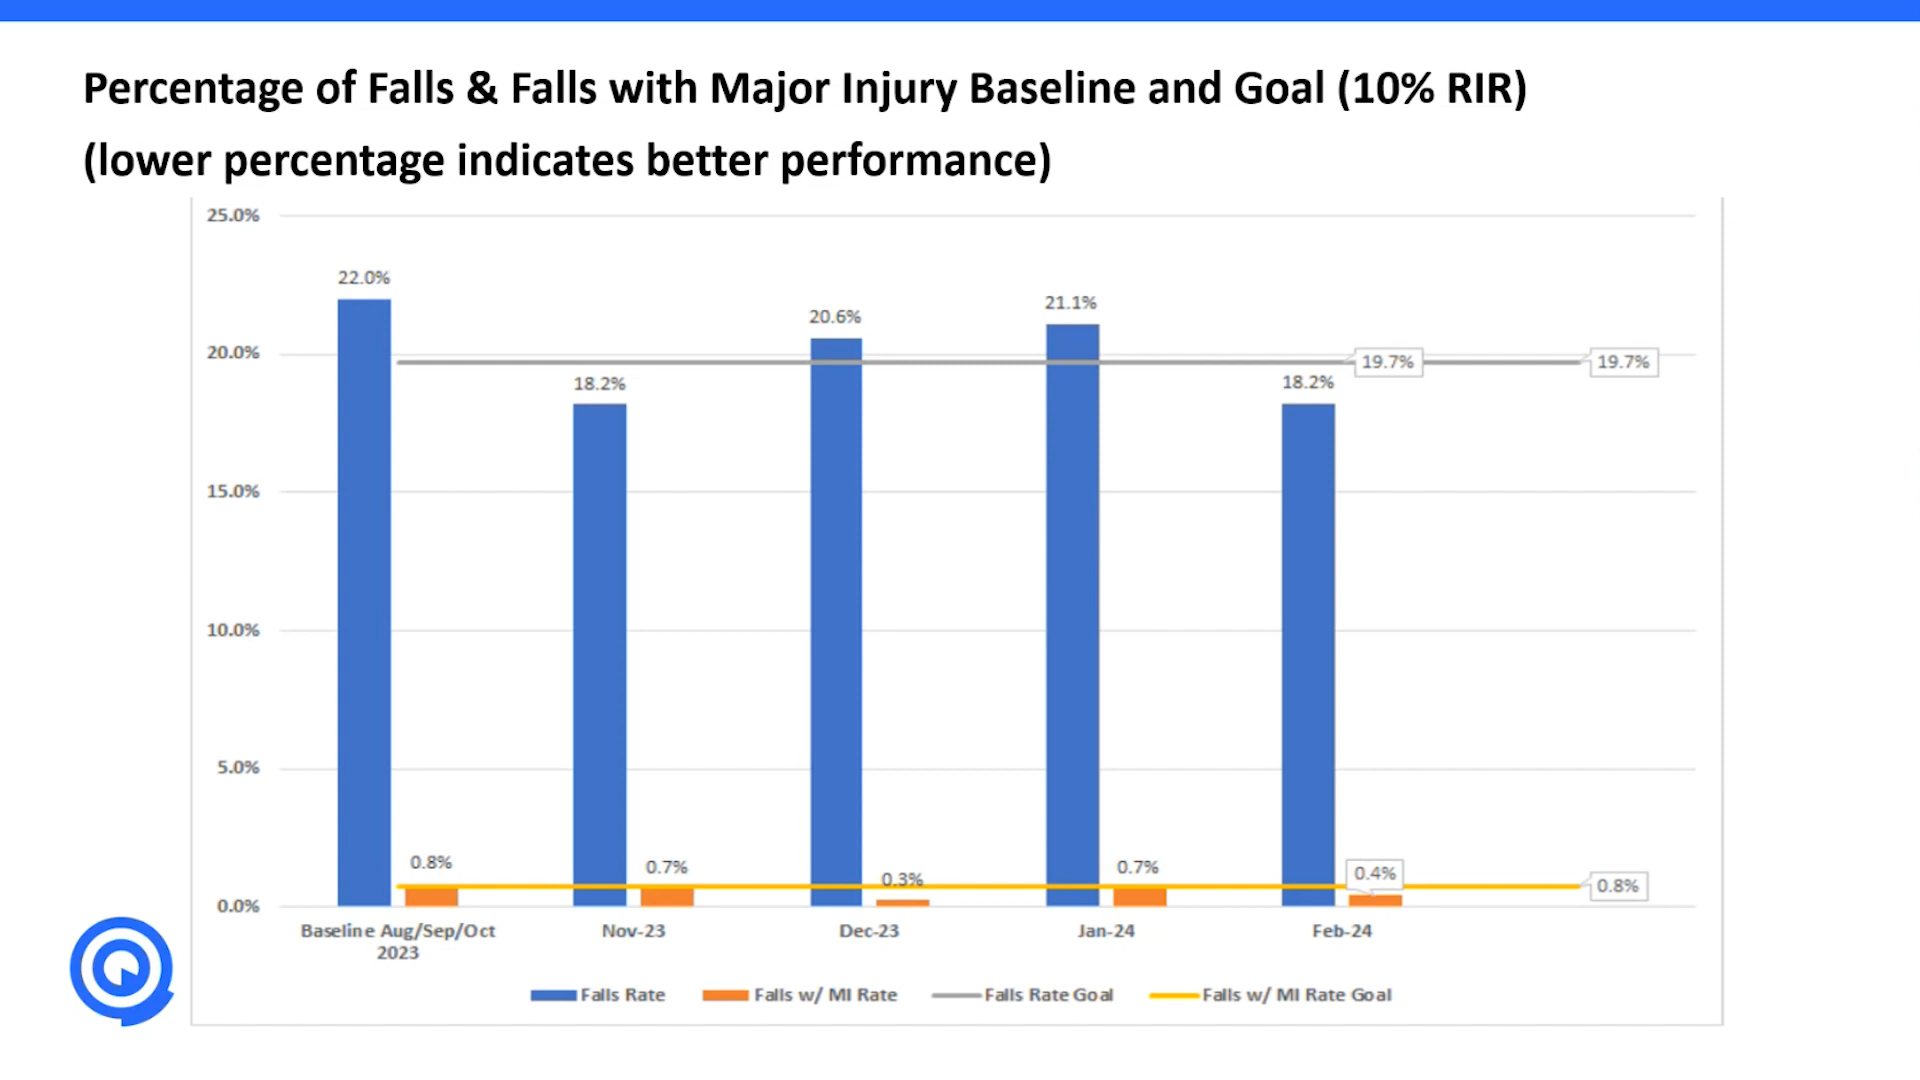 Percentage of Falls & Falls with Major Injury Baseline and Goal (10% RIR)
(lower percentage indicates better performance)
25.0%
22.0%
21.1%
20.6%
20.0%
19.7%
19.7%
18.2%
18.2%
15.0%
10.0%
5.0%
0.8%
0.7%
0.3%
0.7%
0.4%
0.8%
0.0%
Baseline Aug/Sep/Oct
2023
Nov-23
Dec-23
Jan-24
Feb-24
Falls Rate
Falls w/ MI Rate
Falls Rate Goal
Falls w/ MI Rate Goal